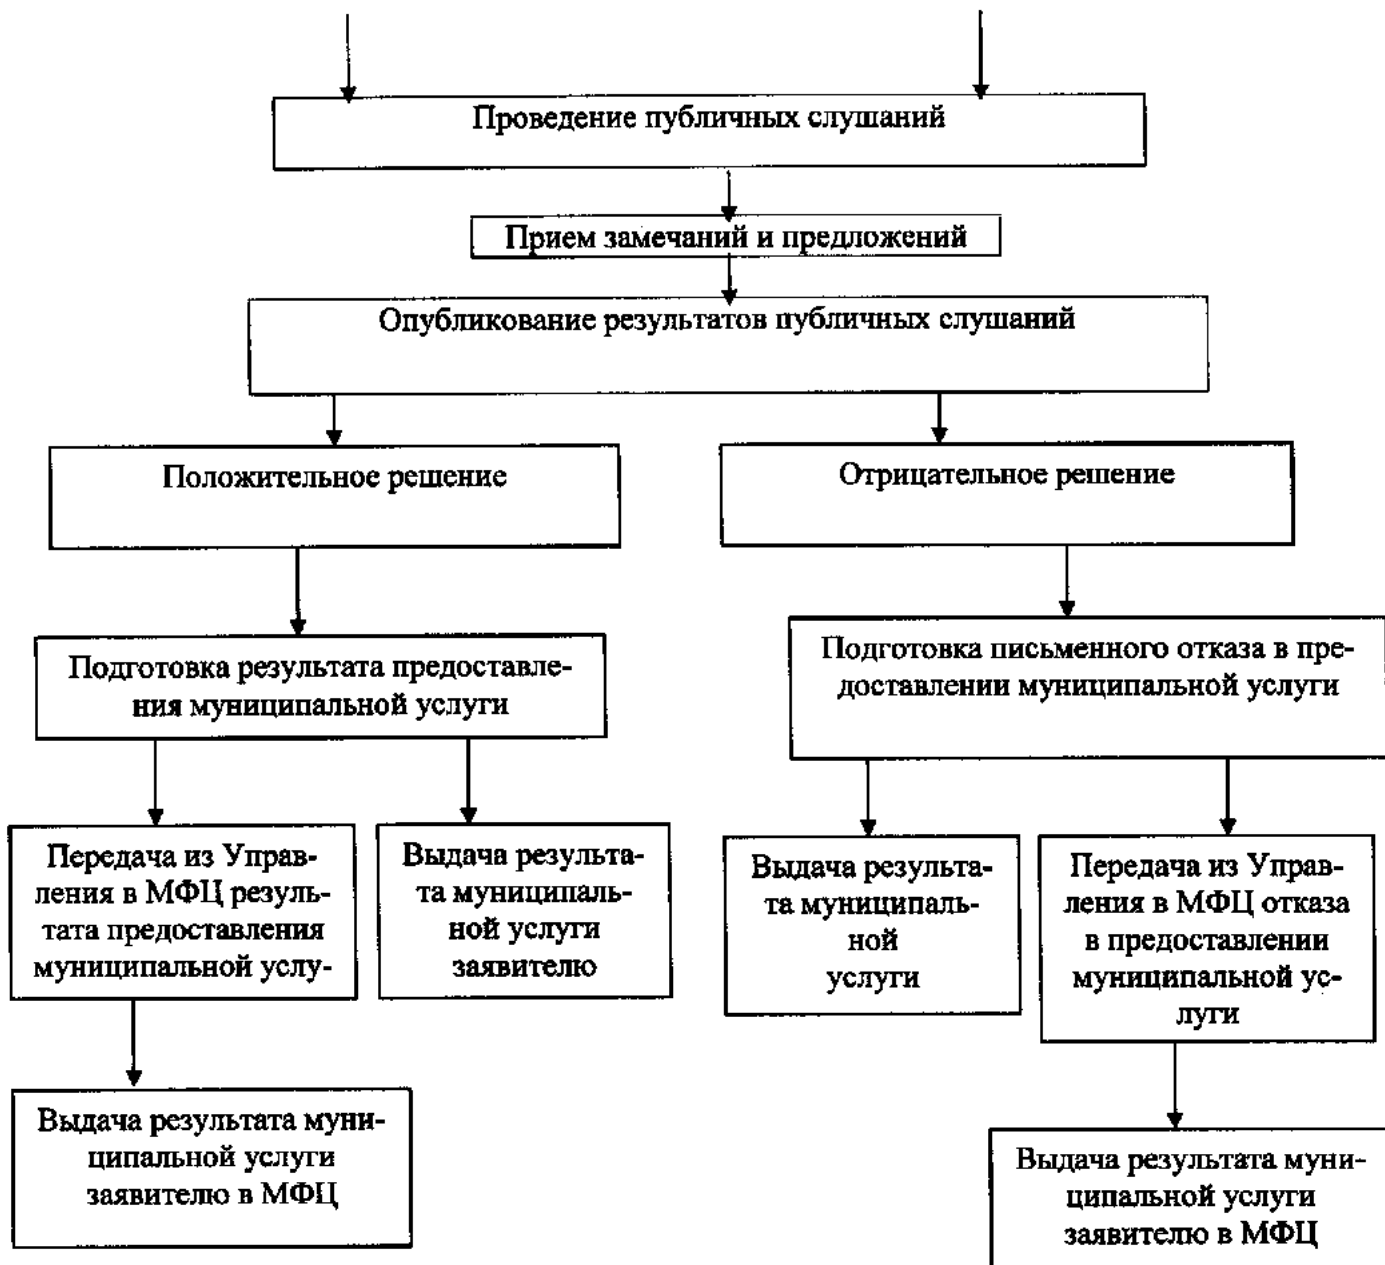 Проведение публичных слушаний
Прием замечаний и предложений
Опубликование результатов публичных слушаний
Положительное решение
Отрицательное решение
Подготовка результата предоставле-
ния муниципальной услуги
Подготовка письменного отказа в пре-
доставлении муниципальной услуги
Передача из Управ-
ления в МФЦ резуль-
тата предоставления
муниципальной услу-
Выдача результа-
та муниципаль-
ной услуги
заявителю
Выдача результа-
та муниципаль-
ной
услуги
Передача из Управ-
ления в МФЦ отказа
в предоставлении
муниципальной ус-
луги
Выдача результата муни-
ципальной услуги
заявителю в МФЦ
Выдача результата муни-
ципальной услуги
заявителю в МФЦ